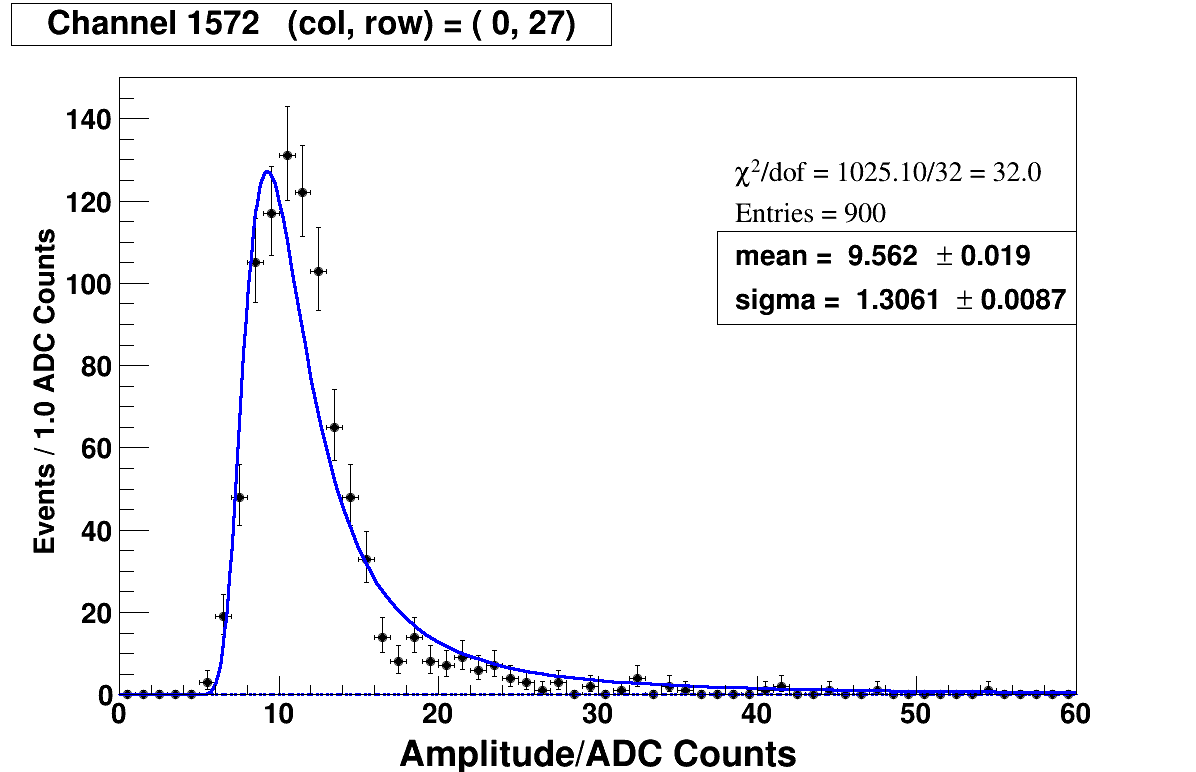 Channel 1572 (col, row) = ( 0, 27)
140
120
100
80
60
40
20
0
Events / 1.0 ADC Counts
χ²/dof = 1025.10/32 = 32.0
Entries = 900
mean = 9.562 ± 0.019
sigma = 1.3061 ± 0.0087
0 10 20 30 40 50 60
Amplitude/ADC Counts